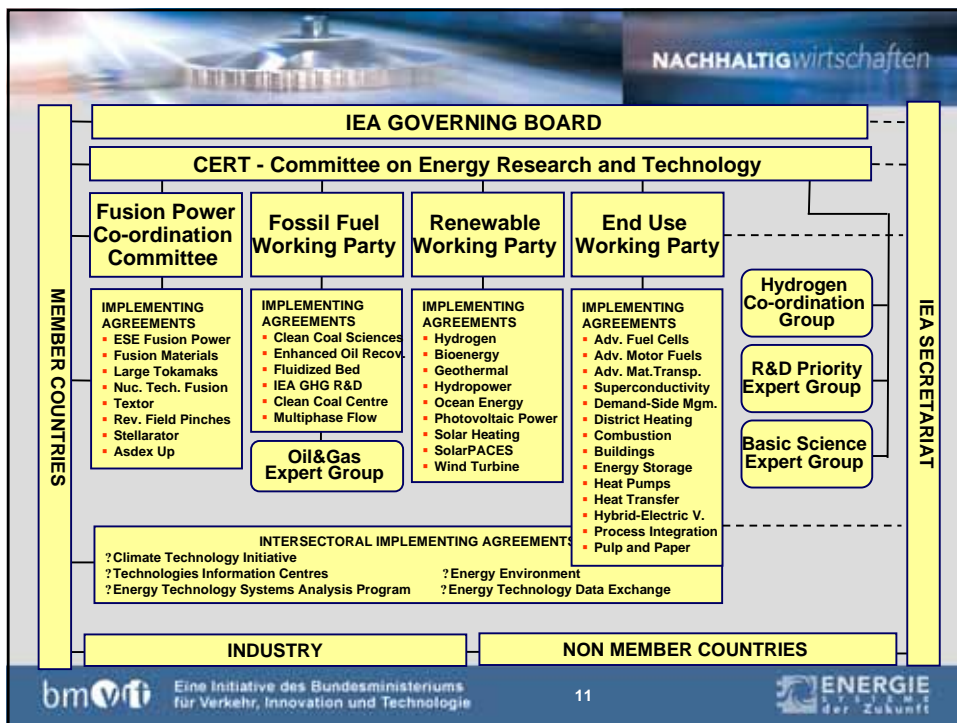 NACHHALTIGwirtschaften
IEA GOVERNING BOARD
CERT - Committee on Energy Research and Technology
Fusion Power
Co-ordination
Committee
Fossil Fuel
Working Party
Renewable
Working Party
End Use
Working Party
MEMBER COUNTRIES
IEA SECRETARIAT
IMPLEMENTING
AGREEMENTS
▪ ESE Fusion Power
▪ Fusion Materials
▪ Large Tokamaks
▪ Nuc. Tech. Fusion
▪ Textor
▪ Rev. Field Pinches
▪ Stellarator
▪ Asdex Up
IMPLEMENTING
AGREEMENTS
▪ Clean Coal Sciences
▪ Enhanced Oil Recov.
▪ Fluidized Bed
▪ IEA GHG R&D
▪ Clean Coal Centre
▪ Multiphase Flow
Oil&Gas
Expert Group
IMPLEMENTING
AGREEMENTS
▪ Hydrogen
▪ Bioenergy
▪ Geothermal
▪ Hydropower
▪ Ocean Energy
▪ Photovoltaic Power
▪ Solar Heating
▪ SolarPACES
▪ Wind Turbine
IMPLEMENTING
AGREEMENTS
▪ Adv. Fuel Cells
▪ Adv. Motor Fuels
▪ Adv. Mat.Transp.
▪ Superconductivity
▪ Demand-Side Mgm.
▪ District Heating
▪ Combustion
▪ Buildings
▪ Energy Storage
▪ Heat Pumps
▪ Heat Transfer
▪ Hybrid-Electric V.
▪ Process Integration
▪ Pulp and Paper
Hydrogen
Co-ordination
Group
R&D Priority
Expert Group
Basic Science
Expert Group
INTERSECTORAL IMPLEMENTING AGREEMENTS
?Climate Technology Initiative
?Technologies Information Centres ?Energy Environment
?Energy Technology Systems Analysis Program ?Energy Technology Data Exchange
INDUSTRY
NON MEMBER COUNTRIES
bmvit
Eine Initiative des Bundesministeriums
für Verkehr, Innovation und Technologie
11
ENERGIE
SYSTEME
der Zukunft